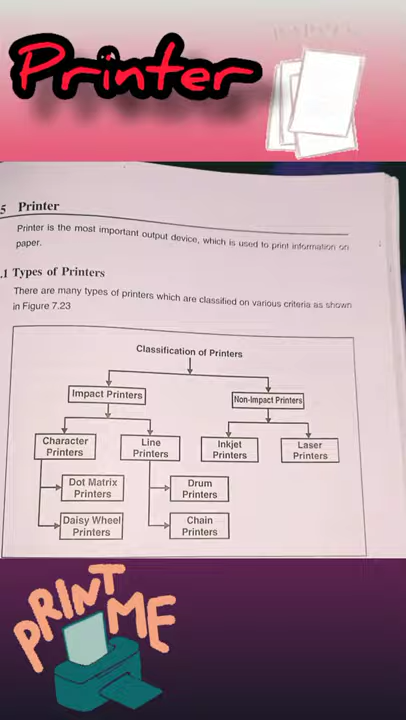 Printer
5 Printer
Printer is the most important output device, which is used to print information on
paper.
.1 Types of Printers
There are many types of printers which are classified on various criteria as shown
in Figure 7.23
Classification of Printers
Impact Printers
Non-Impact Printers
Character
Printers
Line
Printers
Inkjet
Printers
Laser
Printers
Dot Matrix
Printers
Drum
Printers
Daisy Wheel
Printers
Chain
Printers
PRINT
ME